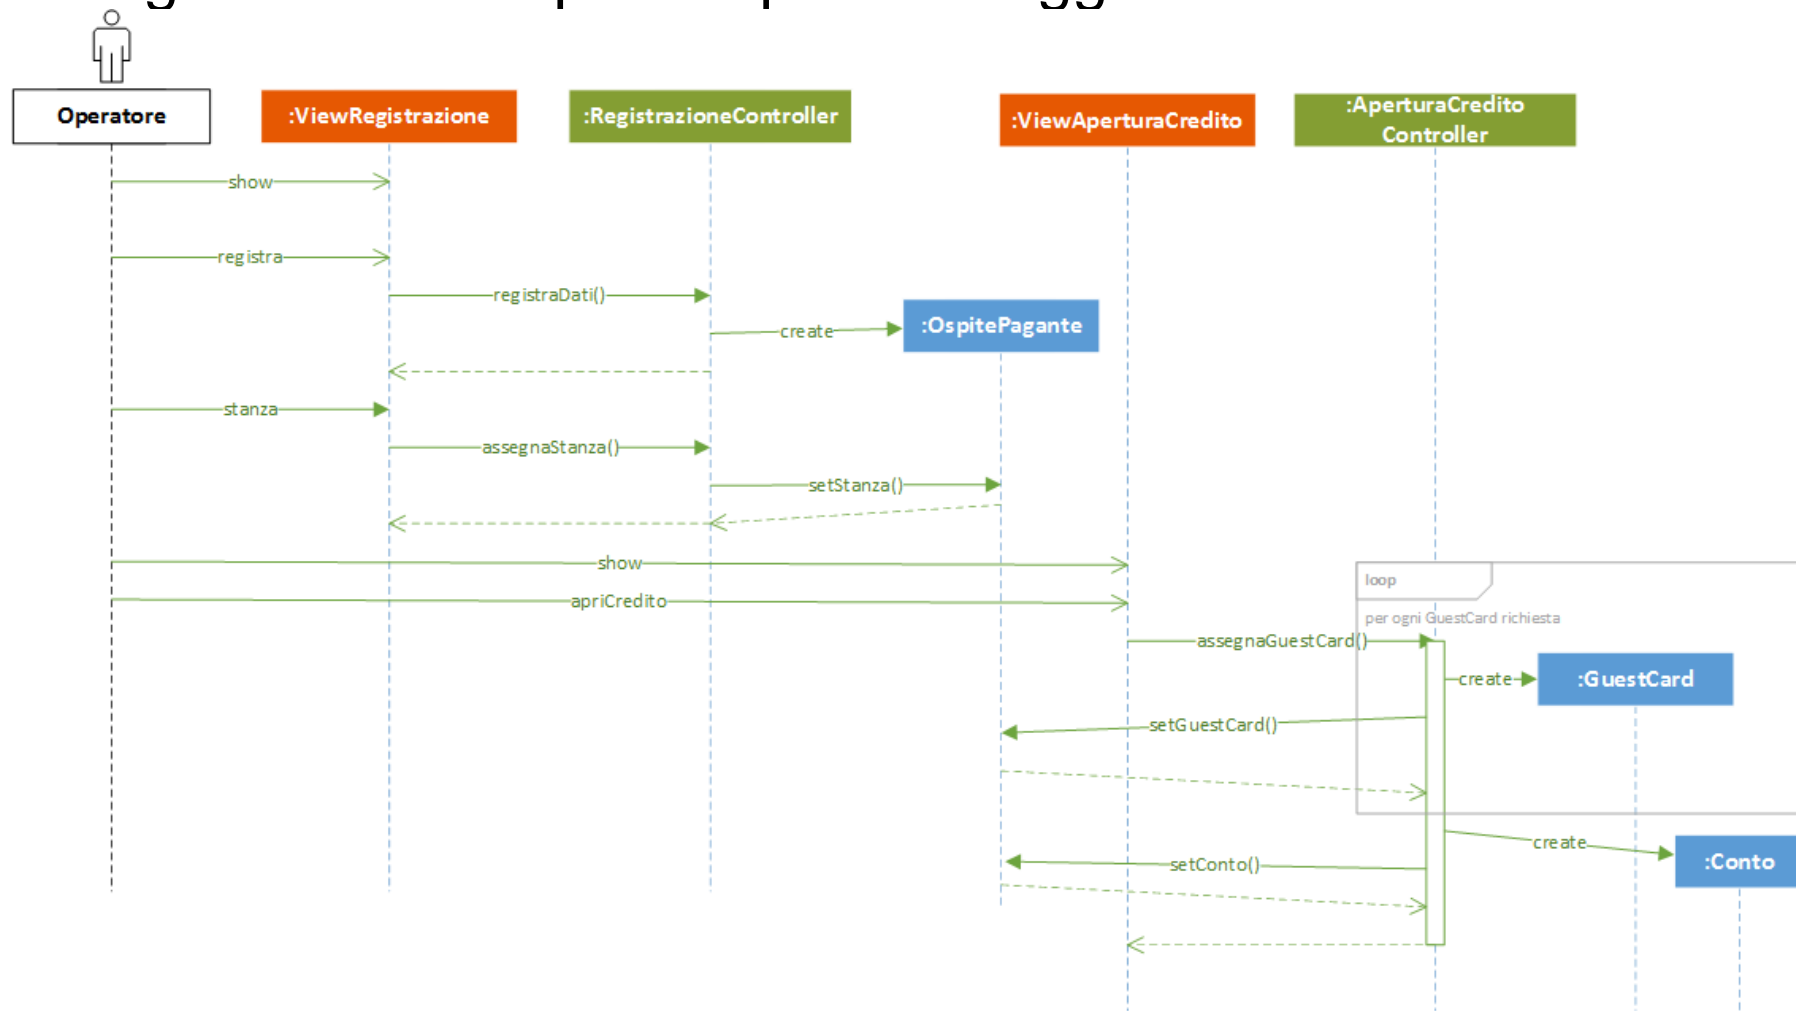 Operatore
:ViewRegistrazione
:RegistrazioneController
:ViewAperturaCredito
:AperturaCredito
Controller
show
registra
registraDati()
create
:OspitePagante
stanza
assegnaStanza()
setStanza()
show
apriCredito
loop
per ogni GuestCard richiesta
assegnaGuestCard()
create
:GuestCard
setGuestCard()
create
:Conto
setConto()